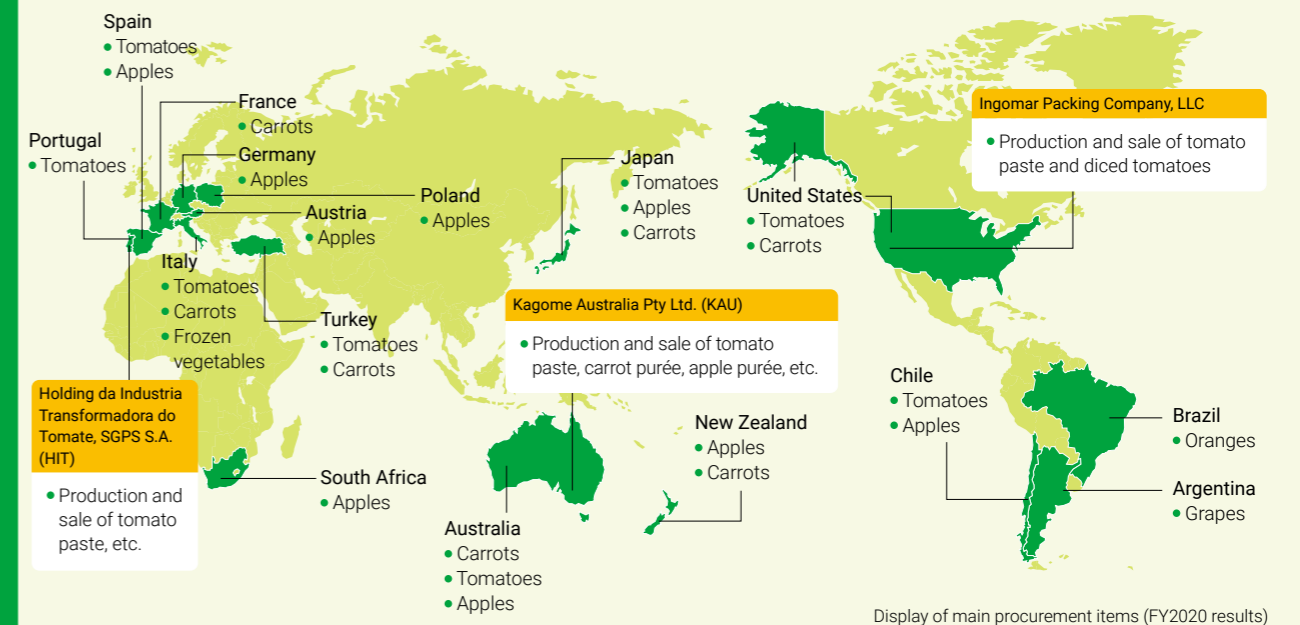 Spain
• Tomatoes
• Apples
France
• Carrots
Portugal
• Tomatoes
Germany
• Apples
Poland
• Apples
Austria
• Apples
Italy
• Tomatoes
• Carrots
• Frozen
vegetables
Turkey
• Tomatoes
• Carrots
Holding da Industria
Transformadora do
Tomate, SGPS S.A.
(HIT)
• Production and
sale of tomato
paste, etc.
South Africa
• Apples
Japan
• Tomatoes
• Apples
• Carrots
Kagome Australia Pty Ltd. (KAU)
• Production and sale of tomato
paste, carrot purée, apple purée, etc.
Australia
• Carrots
• Tomatoes
• Apples
New Zealand
• Apples
• Carrots
United States
• Tomatoes
• Carrots
Ingomar Packing Company, LLC
• Production and sale of tomato
paste and diced tomatoes
Chile
• Tomatoes
• Apples
Brazil
• Oranges
Argentina
• Grapes
Display of main procurement items (FY2020 results)